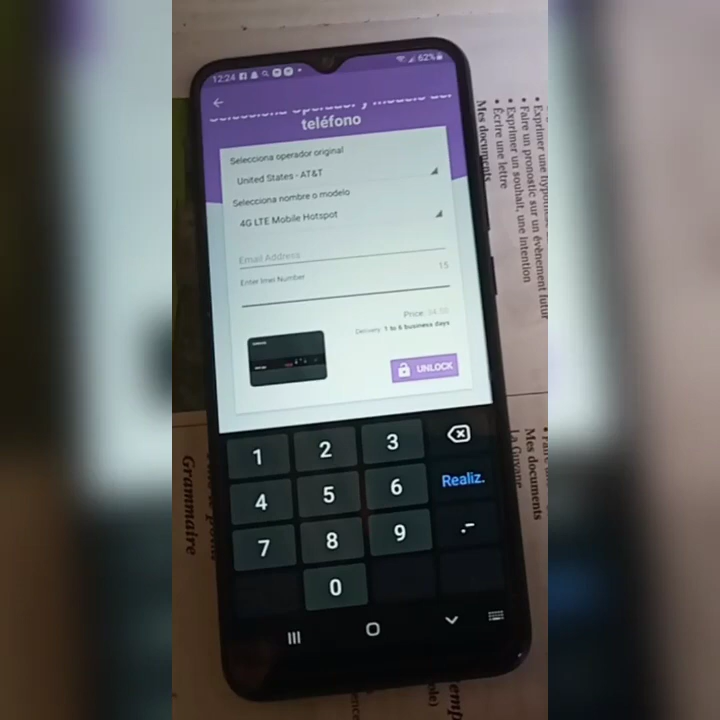 12:24
62%
teléfono
Selecciona operador original
United States - AT&T
Selecciona nombre o modelo
4G LTE Mobile Hotspot
Email Address
Enter Imei Number
15
Price:
Delivery: 1 to 6 business days
UNLOCK
1 2 3
4 5 6 Realiz.
7 8 9 .-
0
Mes documents
• Écrire une lettre
• Exprimer un souhait, une intention
• Faire un pronostic sur un évènement futur
• Exprimer une
Mes documents
La Guyane
Grammaire